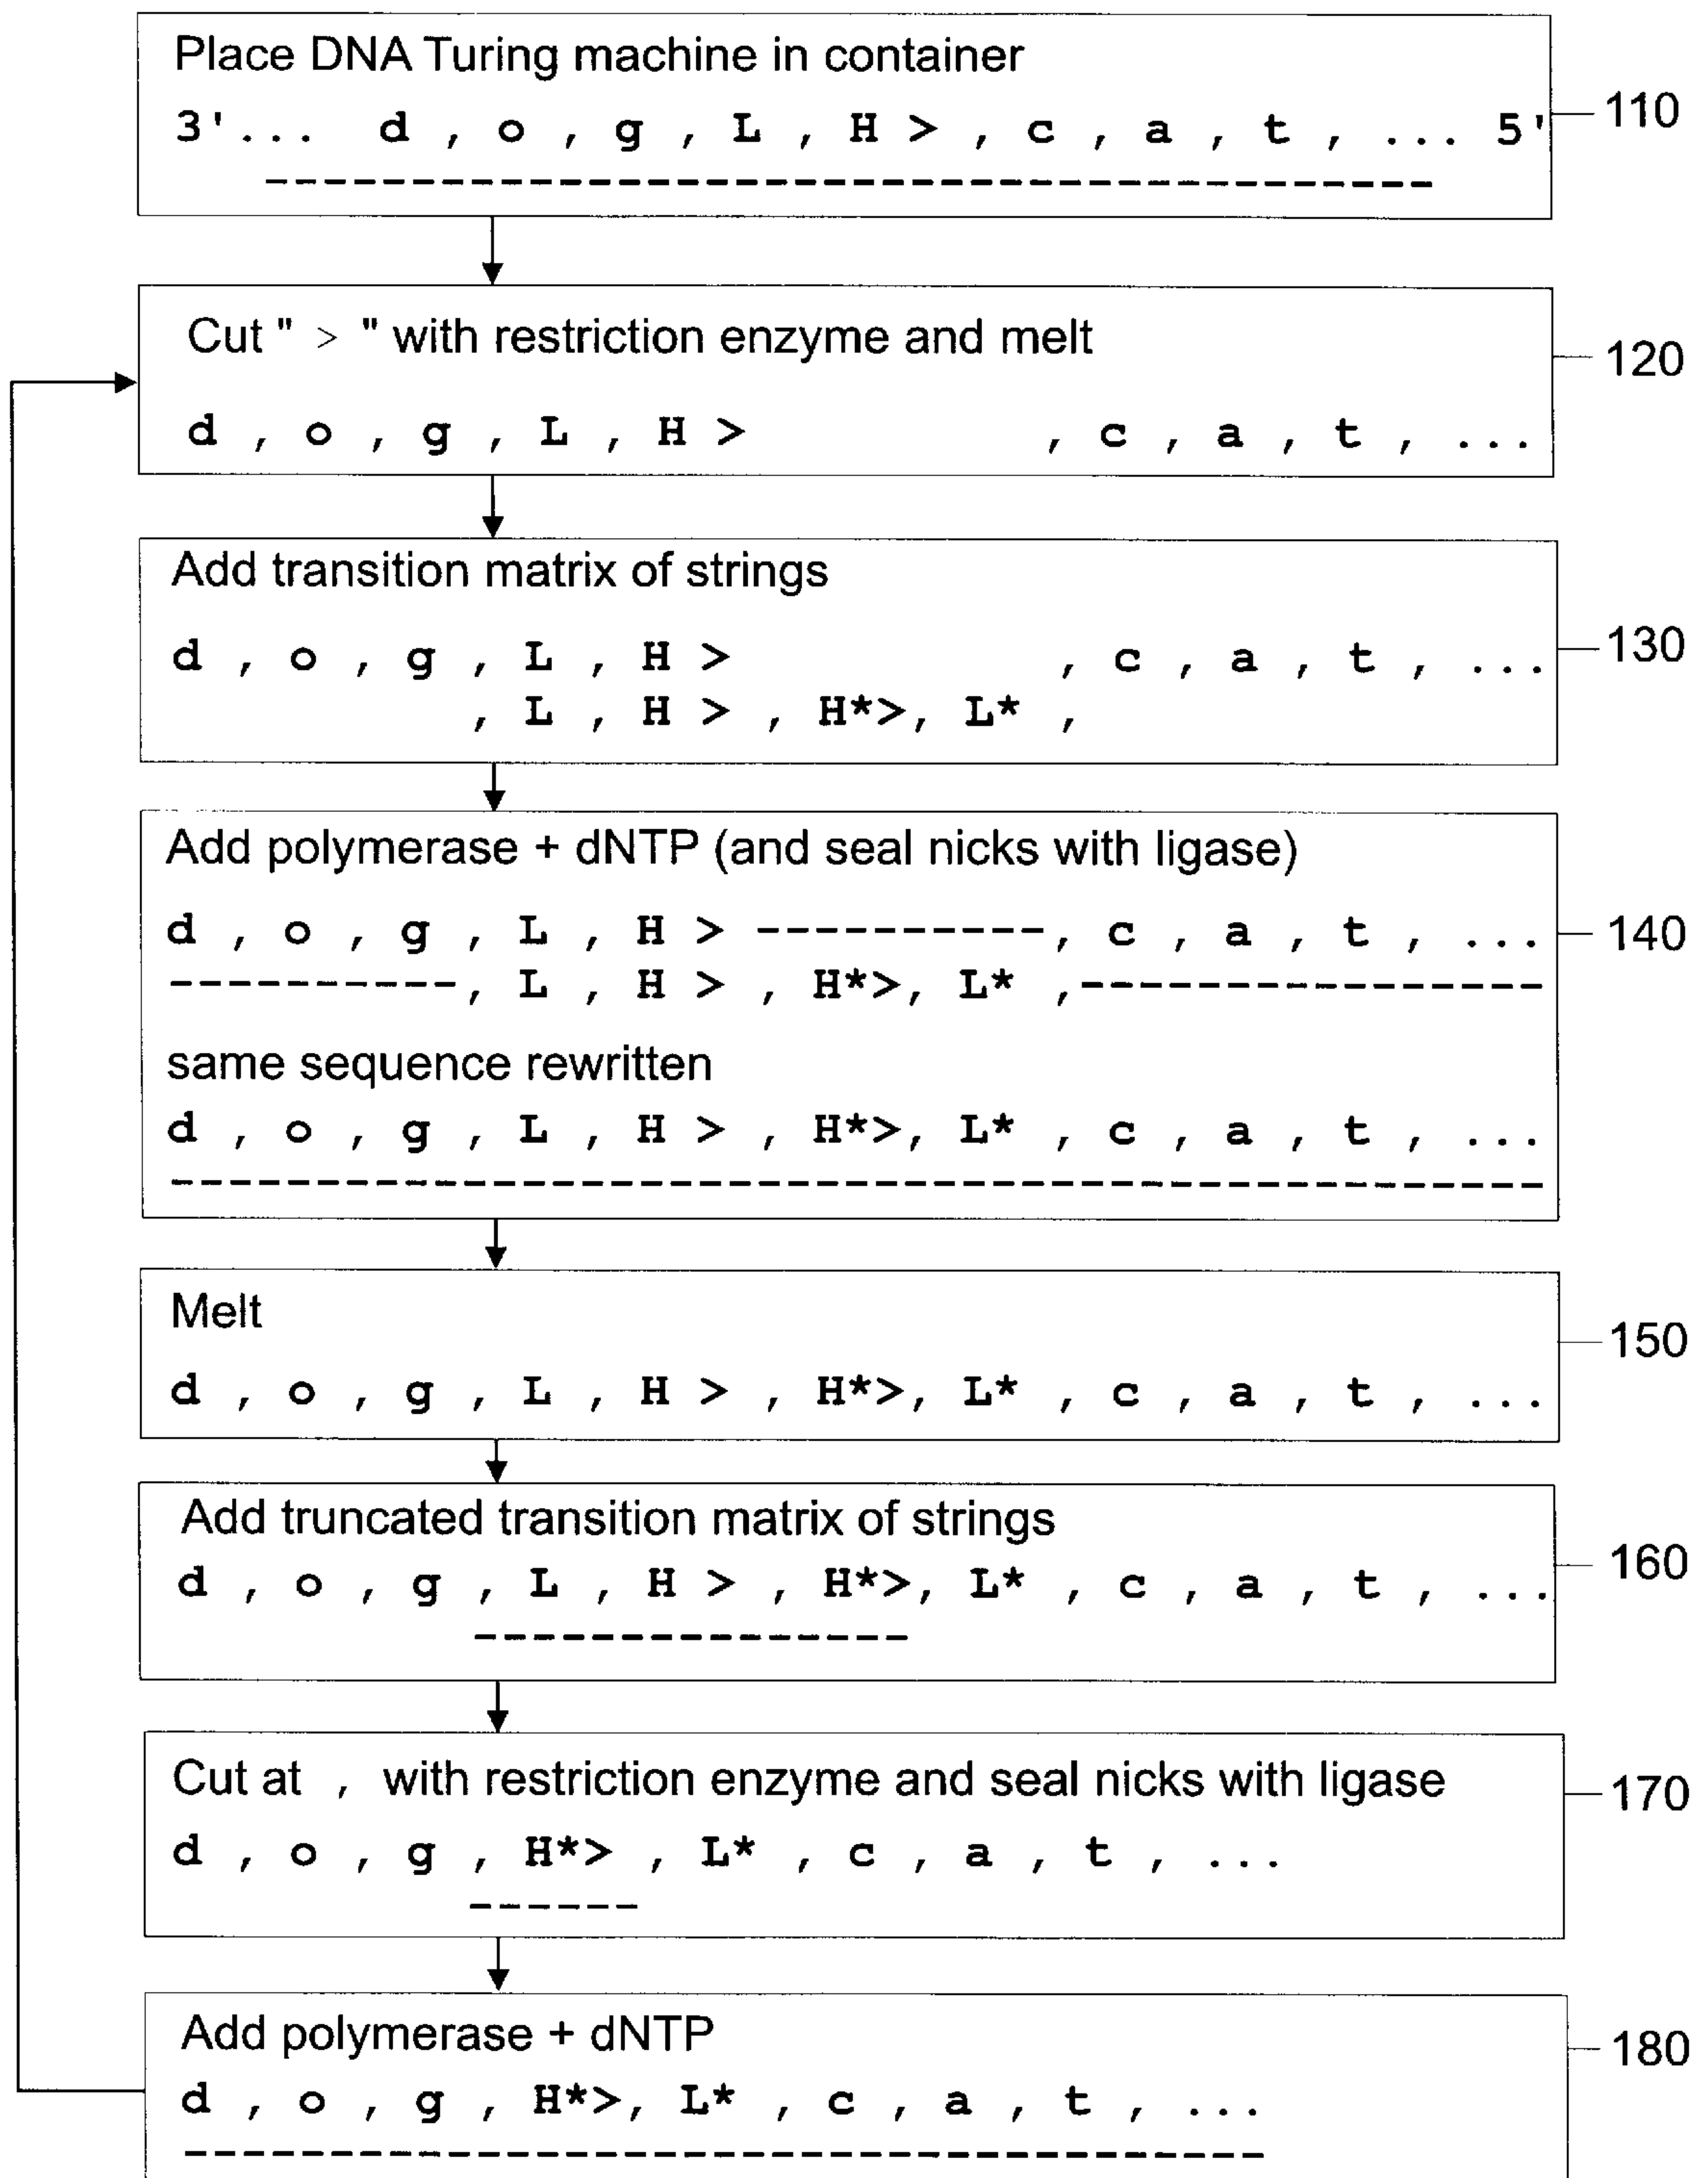 Place DNA Turing machine in container
3'... d , o , g , L , H > , c , a , t , ... 5'
110
Cut " > " with restriction enzyme and melt
120
d , o , g , L , H > , c , a , t , ...
Add transition matrix of strings
130
d , o , g , L , H > , c , a , t , ...
, L , H > , H*>, L* ,
Add polymerase + dNTP (and seal nicks with ligase)
d , o , g , L , H > ----------, c , a , t , ...
140
----------, L , H > , H*>, L* ,----------------
same sequence rewritten
d , o , g , L , H > , H*>, L* , c , a , t , ...
Melt
150
d , o , g , L , H > , H*>, L* , c , a , t , ...
Add truncated transition matrix of strings
160
d , o , g , L , H > , H*>, L* , c , a , t , ...
Cut at , with restriction enzyme and seal nicks with ligase
170
d , o , g , H*> , L* , c , a , t , ...
Add polymerase + dNTP
180
d , o , g , H*>, L* , c , a , t , ...